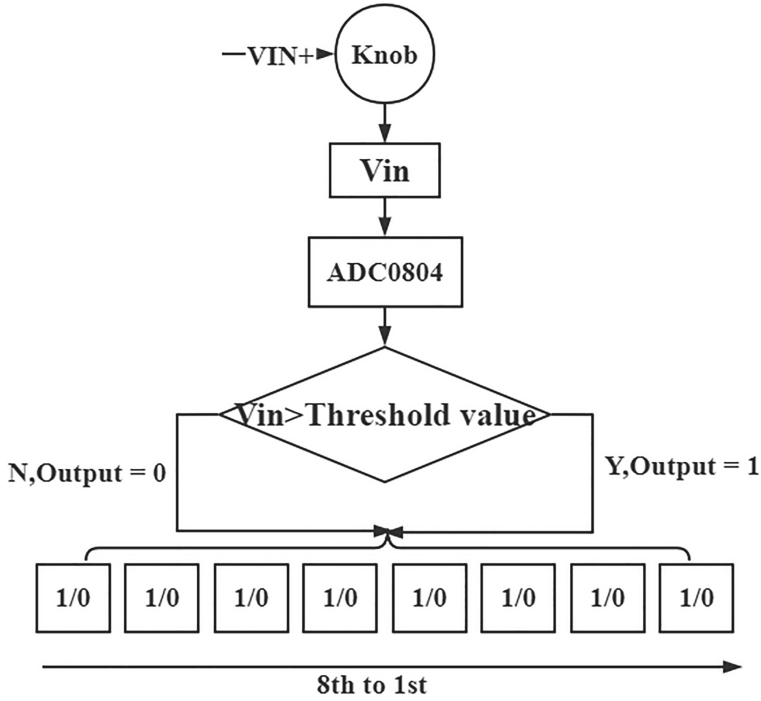 VIN+
Knob
Vin
ADC0804
Vin>Threshold value
N,Output = 0
Y,Output = 1
1/0 1/0 1/0 1/0 1/0 1/0 1/0 1/0
8th to 1st